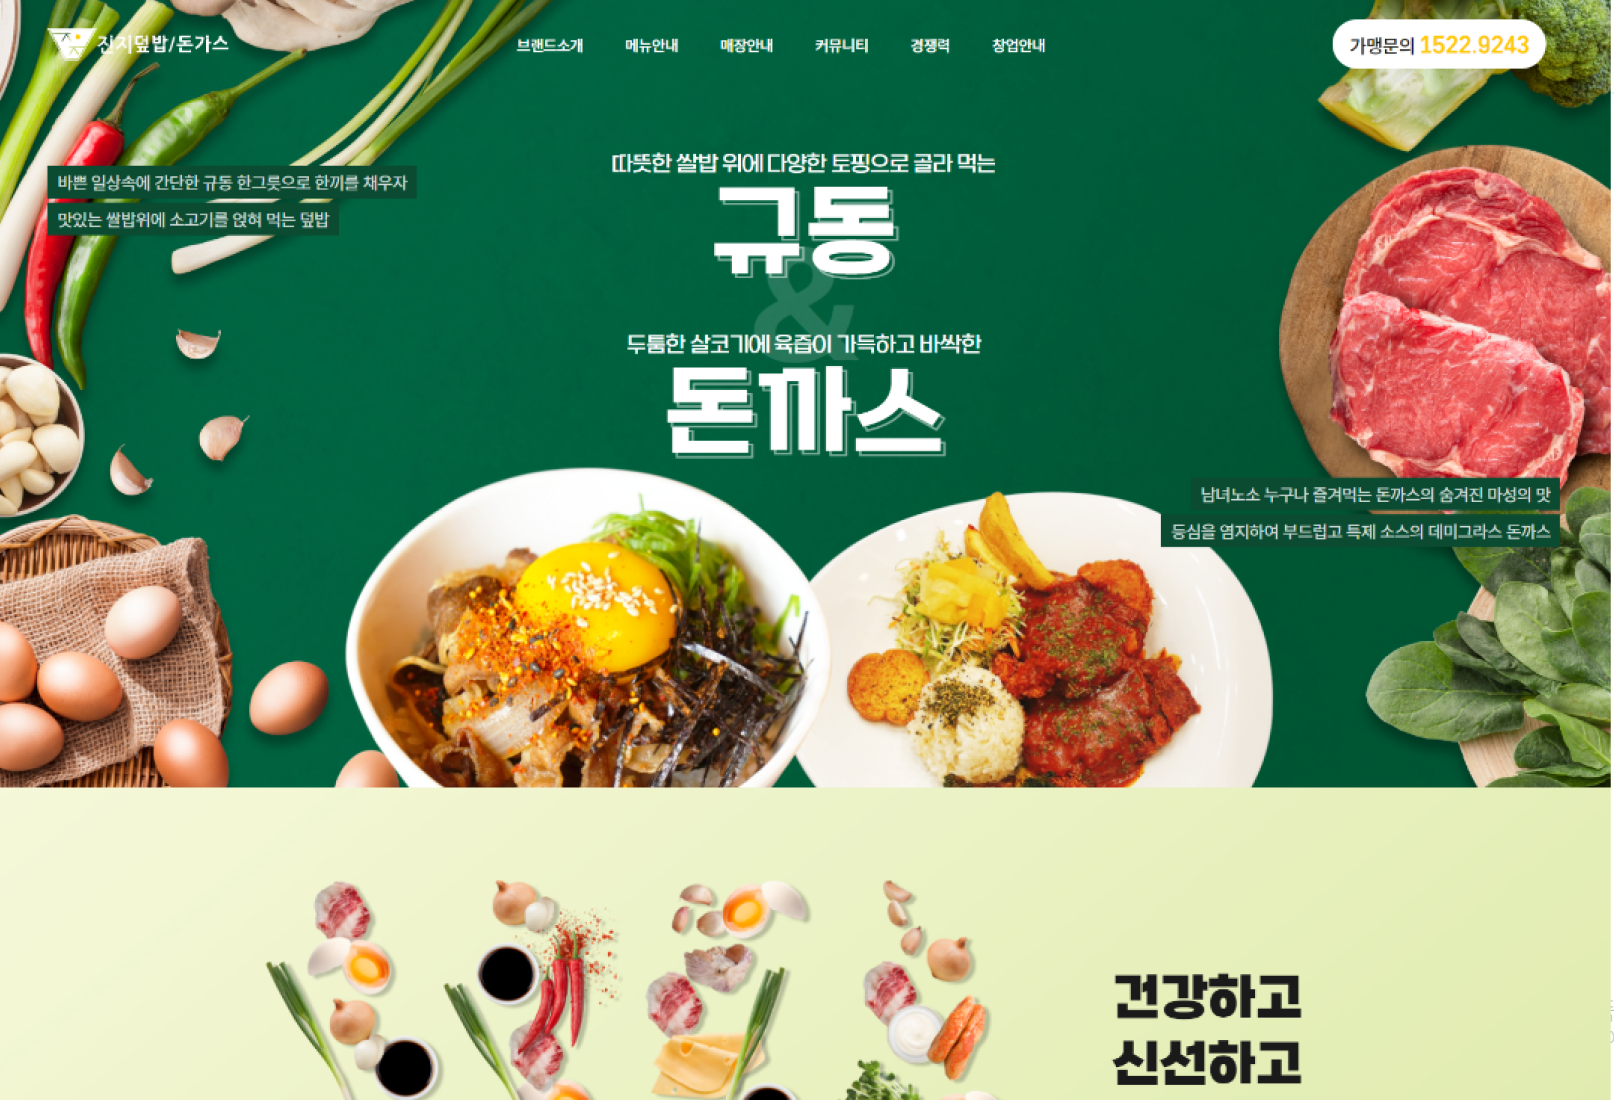 진지덮밥/돈가스
브랜드소개 메뉴안내 매장안내 커뮤니티 경쟁력 창업안내
가맹문의 1522.9243
바쁜 일상속에 간단한 규동 한그릇으로 한끼를 채우자
맛있는 쌀밥위에 소고기를 얹혀 먹는 덮밥
따뜻한 쌀밥 위에 다양한 토핑으로 골라 먹는
규동
&
두툼한 살코기에 육즙이 가득하고 바싹한
돈까스
남녀노소 누구나 즐겨먹는 돈까스의 숨겨진 마성의 맛
등심을 염지하여 부드럽고 특제 소스의 데미그라스 돈까스
건강하고
신선하고